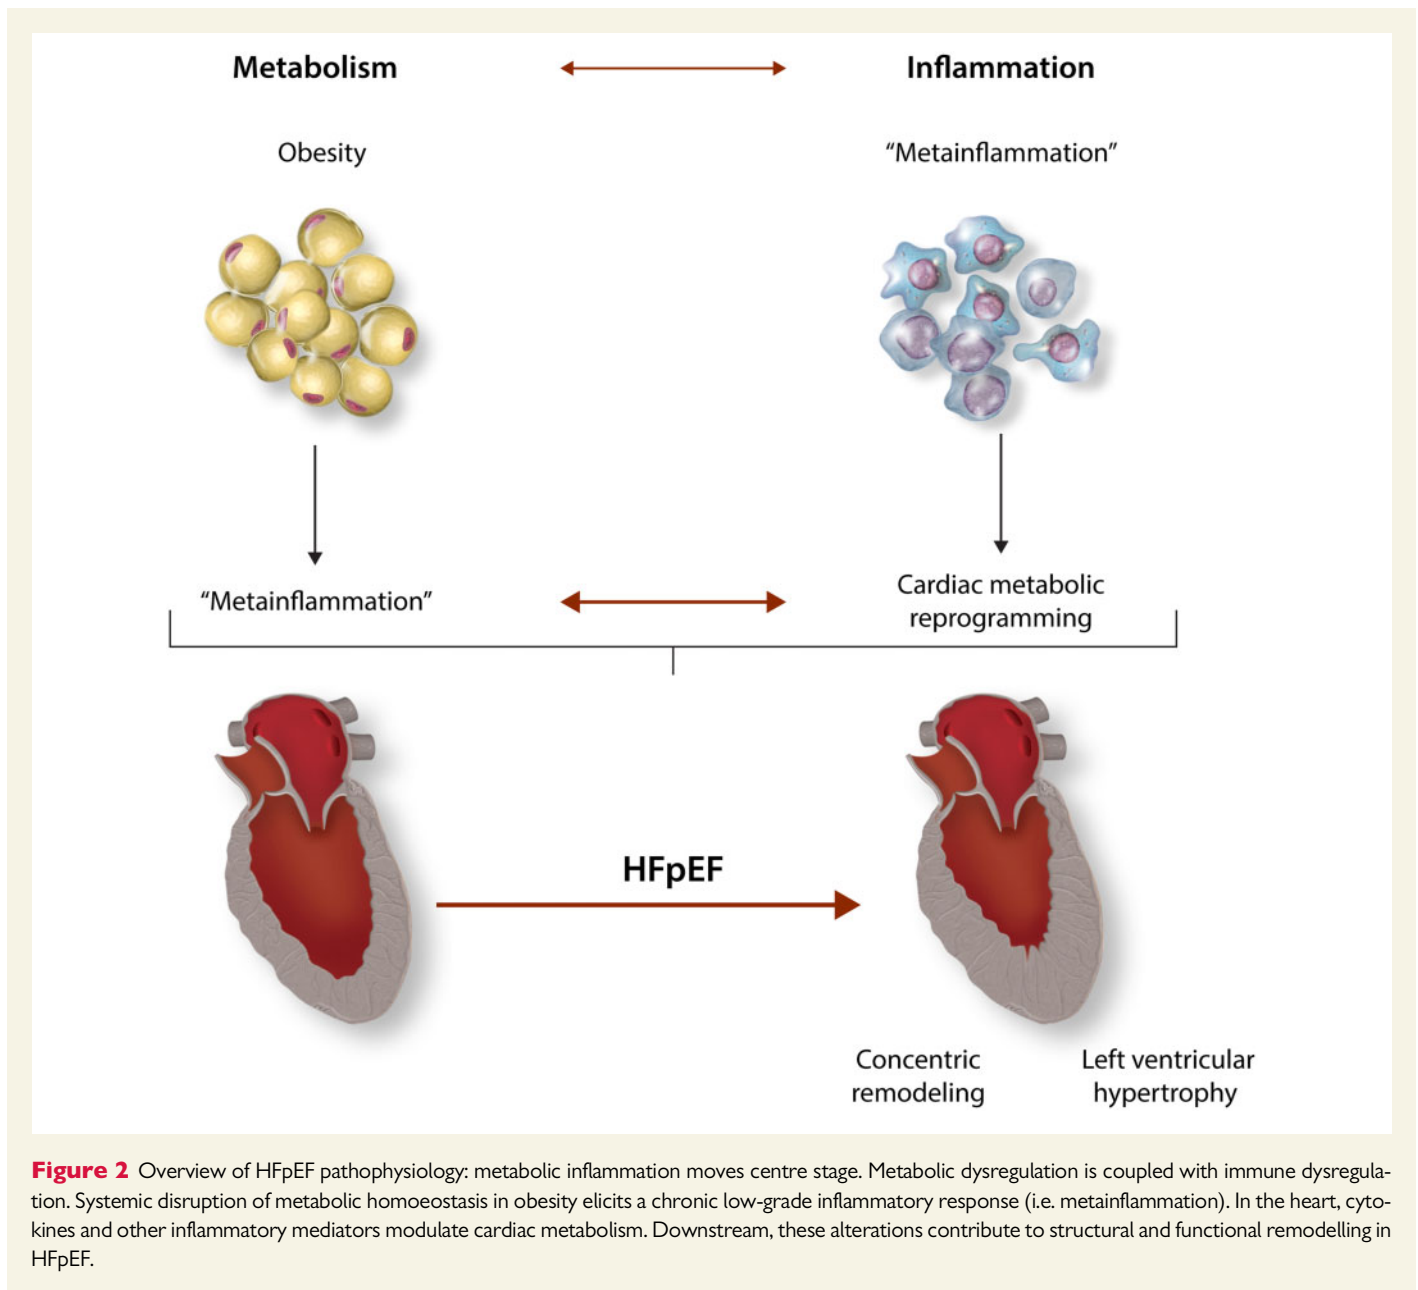 Metabolism
Inflammation
Obesity
“Metainflammation”
“Metainflammation”
Cardiac metabolic
reprogramming
HFpEF
Concentric
remodeling
Left ventricular
hypertrophy
Figure 2 Overview of HFpEF pathophysiology: metabolic inflammation moves centre stage. Metabolic dysregulation is coupled with immune dysregula-
tion. Systemic disruption of metabolic homoeostasis in obesity elicits a chronic low-grade inflammatory response (i.e. metainflammation). In the heart, cyto-
kines and other inflammatory mediators modulate cardiac metabolism. Downstream, these alterations contribute to structural and functional remodelling in
HFpEF.